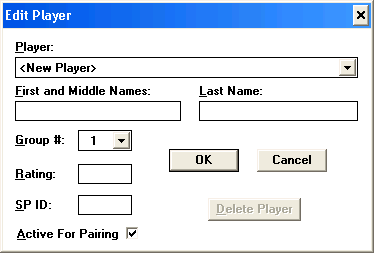 Edit Player
Player:
<New Player>
First and Middle Names: Last Name:
Group #: 1
OK Cancel
Rating:
SP ID:
Delete Player
Active For Pairing